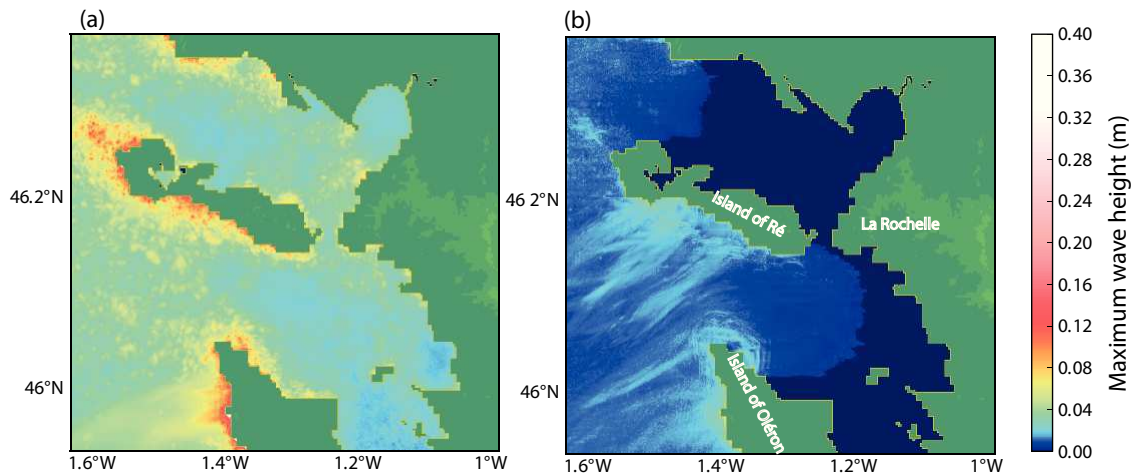 (a)
(b)
46.2°N
46°N
1.6°W
1.4°W
1.2°W
1°W
46 2°N
46°N
1.6°W
1.4°W
1.2°W
1°W
Island of Ré
La Rochelle
Island of Oléron
0.40
0.36
0.32
0.28
0.24
0.20
0.16
0.12
0.08
0.04
0.00
Maximum wave height (m)